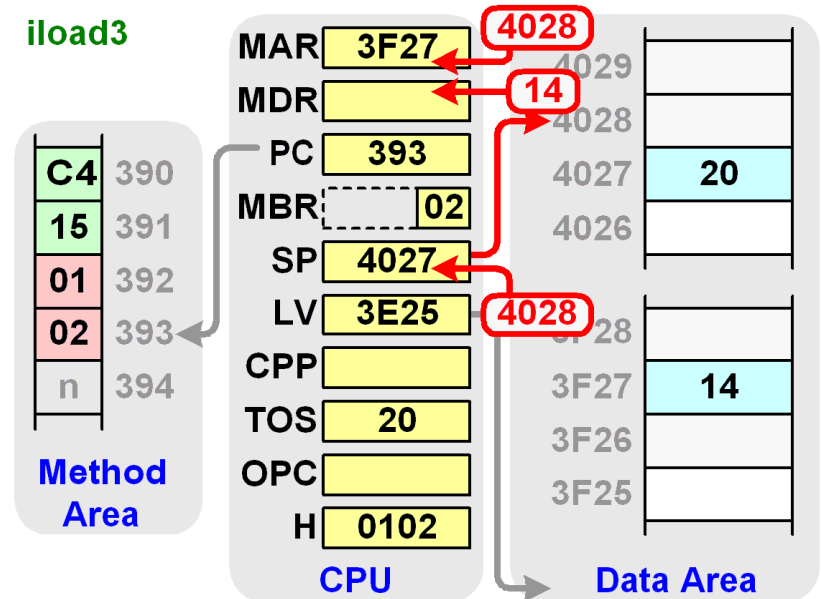 iload3
C4 390
15 391
01 392
02 393
n 394
Method
Area
MAR 3F27
MDR
PC 393
MBR 02
SP 4027
LV 3E25
CPP
TOS 20
OPC
H 0102
CPU
4028
14
4028
4029
4028
4027 20
4026
3F28
3F27 14
3F26
3F25
Data Area